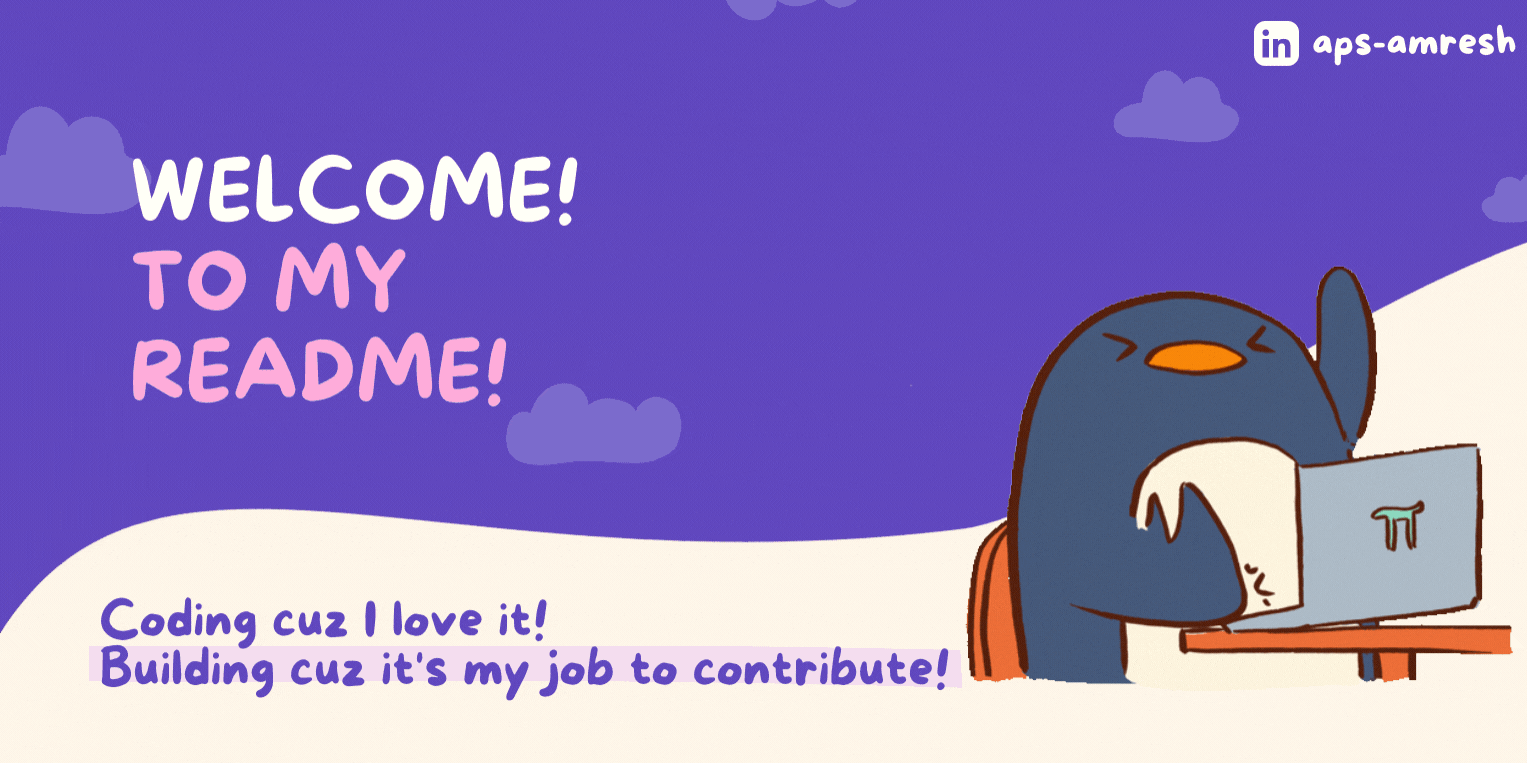 in aps-amresh
WELCOME!
TO MY
README!
Coding cuz I love it!
Building cuz it's my job to contribute!